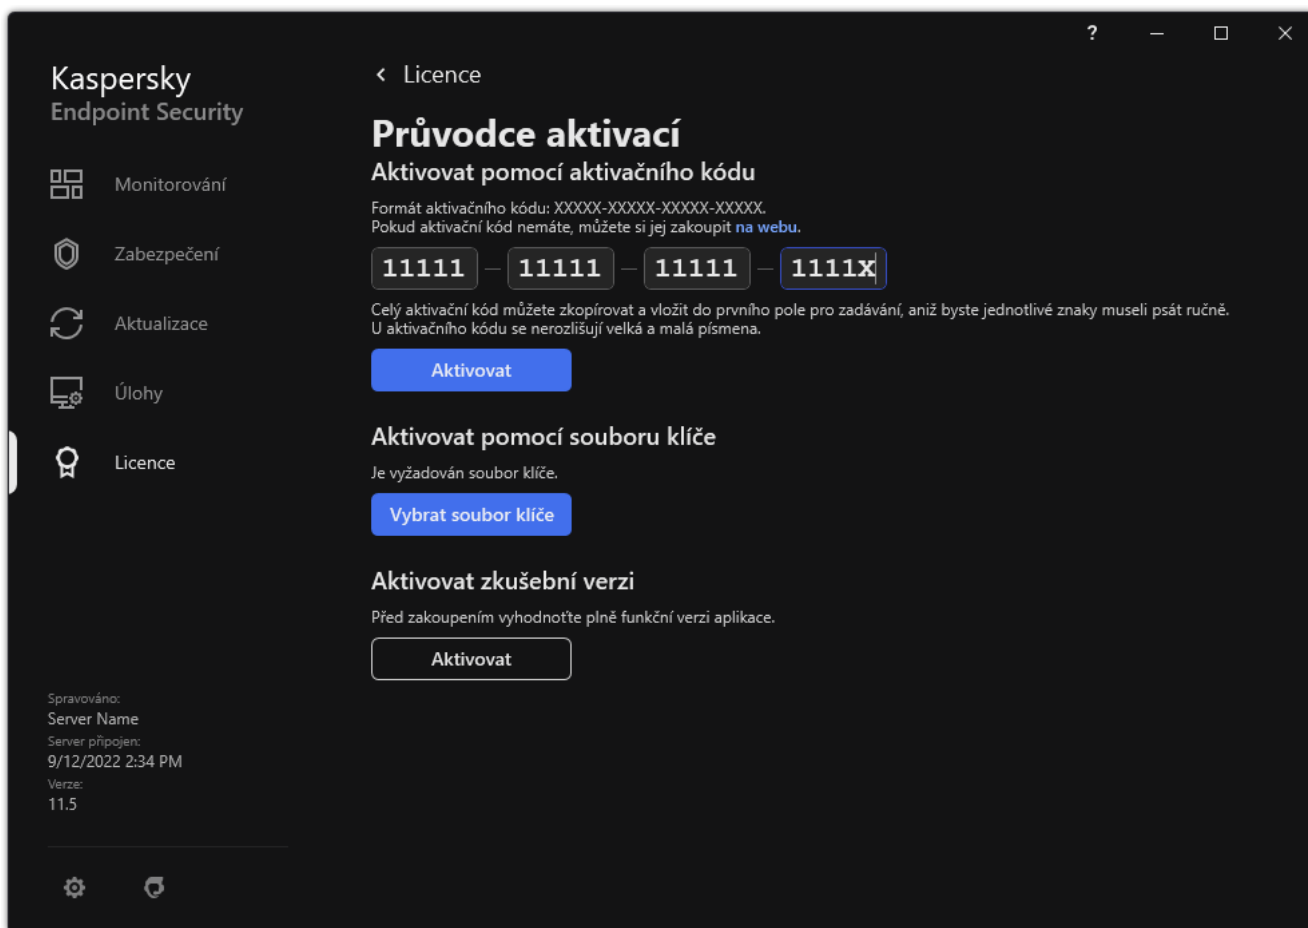 ?
Kaspersky
Endpoint Security
Monitorování
Zabezpečení
Aktualizace
Úlohy
Licence
Spravováno:
Server Name
Server připojen:
9/12/2022 2:34 PM
Verze:
11.5
Licence
Průvodce aktivací
Aktivovat pomocí aktivačního kódu
Formát aktivačního kódu: XXXXX-XXXXX-XXXXX-XXXXX.
Pokud aktivační kód nemáte, můžete si jej zakoupit na webu.
11111 — 11111 — 11111 — 1111X
Celý aktivační kód můžete zkopírovat a vložit do prvního pole pro zadávání, aniž byste jednotlivé znaky museli psát ručně.
U aktivačního kódu se nerozlišují velká a malá písmena.
Aktivovat
Aktivovat pomocí souboru klíče
Je vyžadován soubor klíče.
Vybrat soubor klíče
Aktivovat zkušební verzi
Před zakoupením vyhodnoťte plně funkční verzi aplikace.
Aktivovat